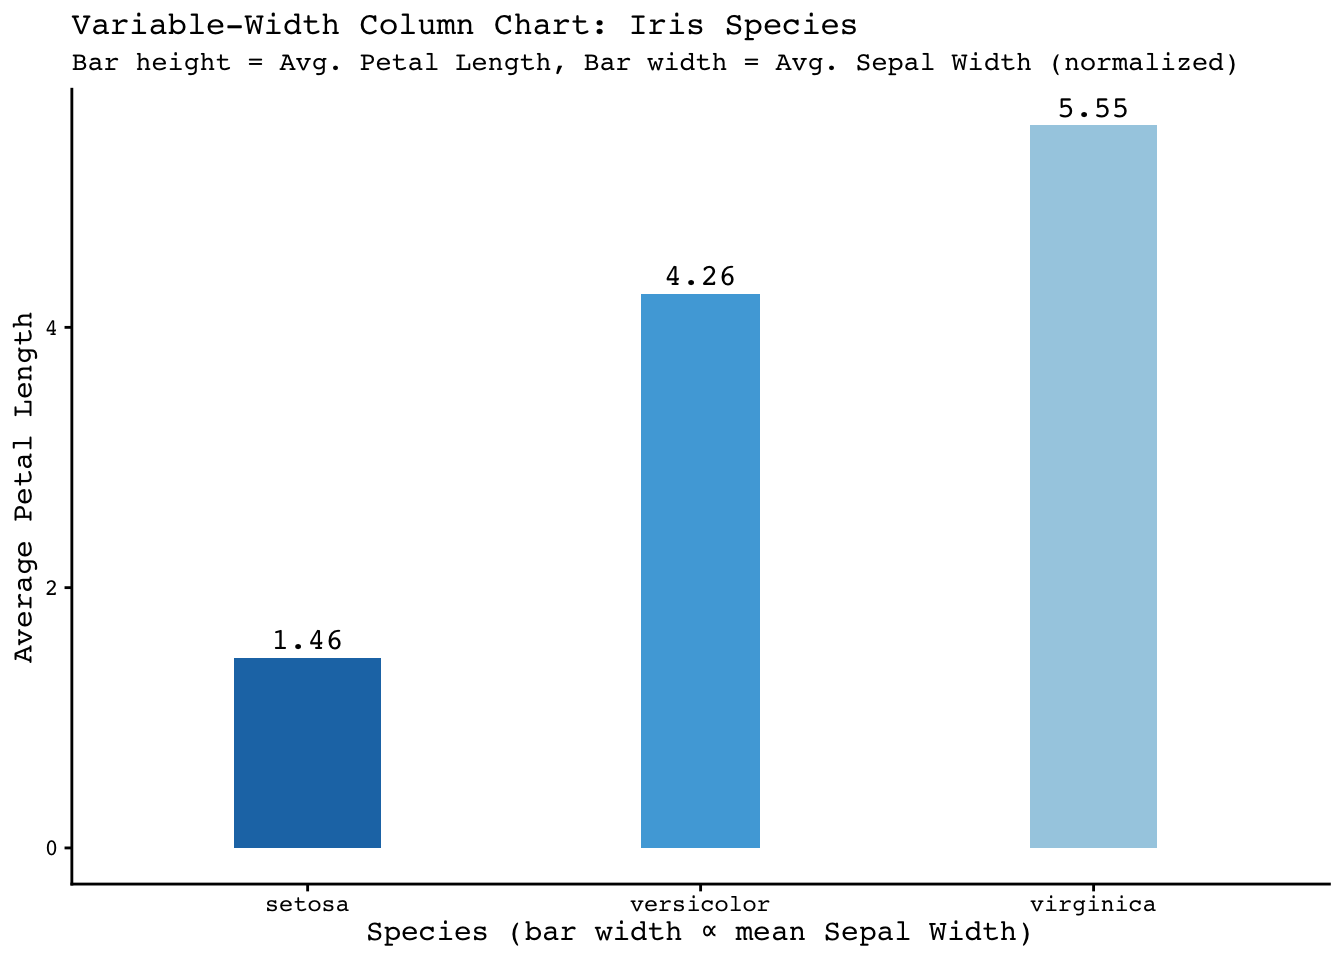 Variable-Width Column Chart: Iris Species
Bar height = Avg. Petal Length, Bar width = Avg. Sepal Width (normalized)
5.55
4.26
1.46
Average Petal Length
4
2
0
setosa
versicolor
virginica
Species (bar width ∝ mean Sepal Width)